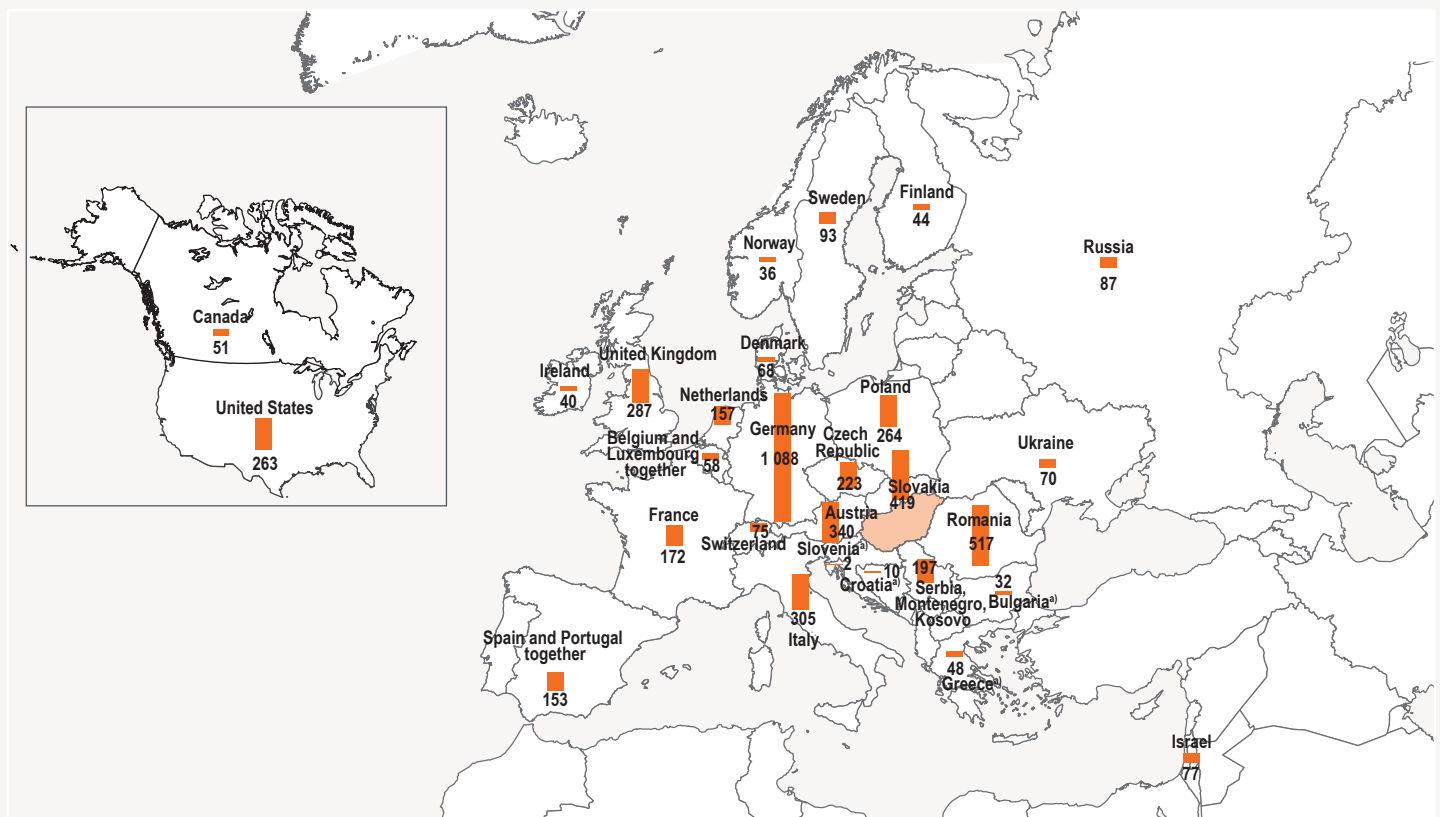 Canada
51
United States
263
Sweden
93
Finland
44
Norway
36
Russia
87
Denmark
68
United Kingdom
287
Ireland
40
Netherlands
157
Belgium and
Luxembourg
together
58
Germany
1 088
Poland
264
Czech
Republic
223
Slovakia
419
Ukraine
70
France
172
75
Switzerland
Austria
340
Slovenia a)
2
10
Croatia a)
Romania
517
197
Serbia,
Montenegro,
Kosovo
32
Bulgaria a)
305
Italy
Spain and Portugal
together
153
48
Greece a)
Israel
77